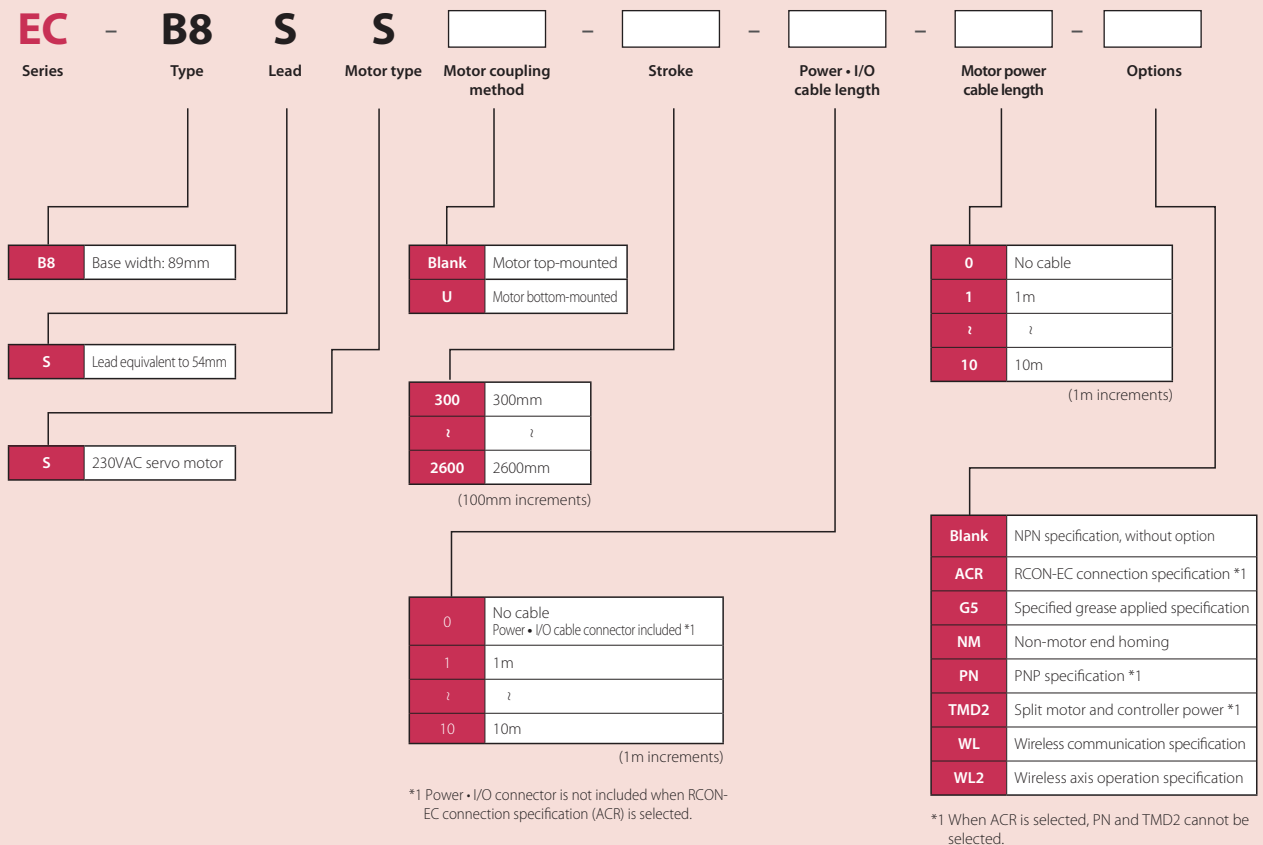 EC - B8 S S - - - -
Series Type Lead Motor type Motor coupling method Stroke Power • I/O cable length Motor power cable length Options
B8 Base width: 89mm
S Lead equivalent to 54mm
S 230VAC servo motor
Blank Motor top-mounted
U Motor bottom-mounted
300 300mm
~ ~
2600 2600mm
(100mm increments)
0 No cable
Power • I/O cable connector included *1
1 1m
~ ~
10 10m
(1m increments)
*1 Power • I/O connector is not included when RCON-
EC connection specification (ACR) is selected.
0 No cable
1 1m
~ ~
10 10m
(1m increments)
Blank NPN specification, without option
ACR RCON-EC connection specification *1
G5 Specified grease applied specification
NM Non-motor end homing
PN PNP specification *1
TMD2 Split motor and controller power *1
WL Wireless communication specification
WL2 Wireless axis operation specification
*1 When ACR is selected, PN and TMD2 cannot be
selected.